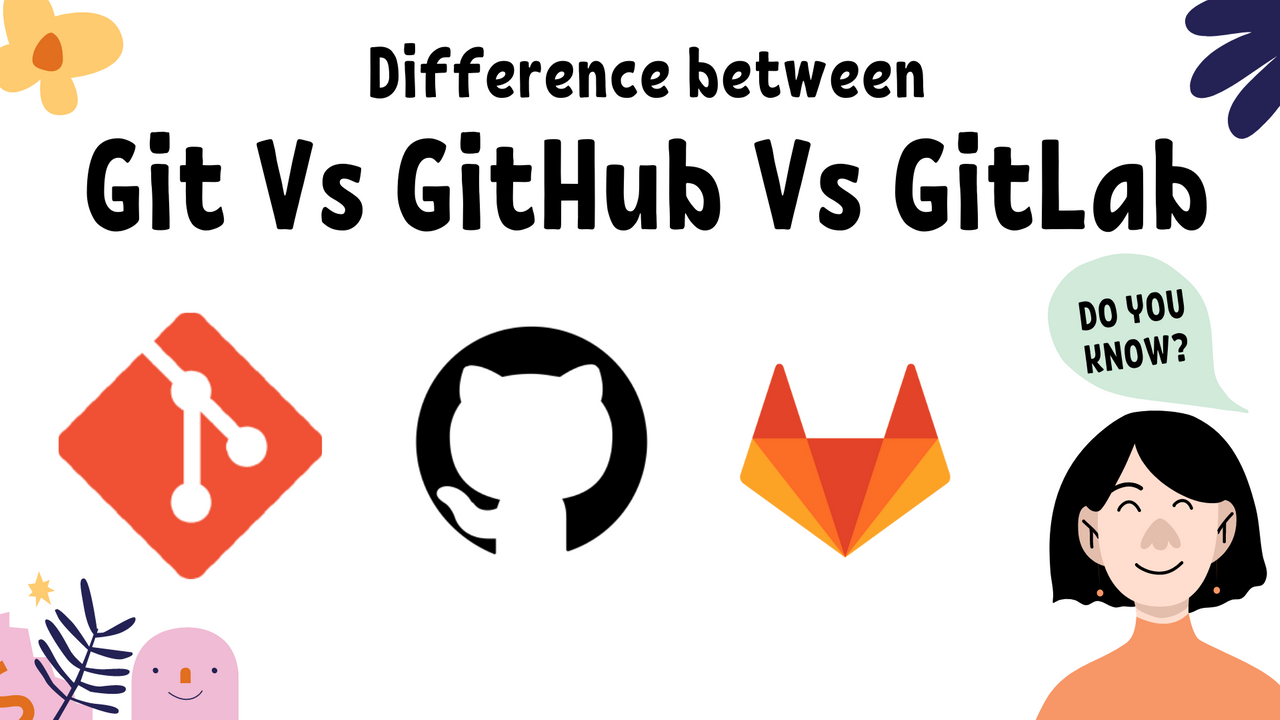 Difference between
Git Vs GitHub Vs GitLab
DO YOU
KNOW?